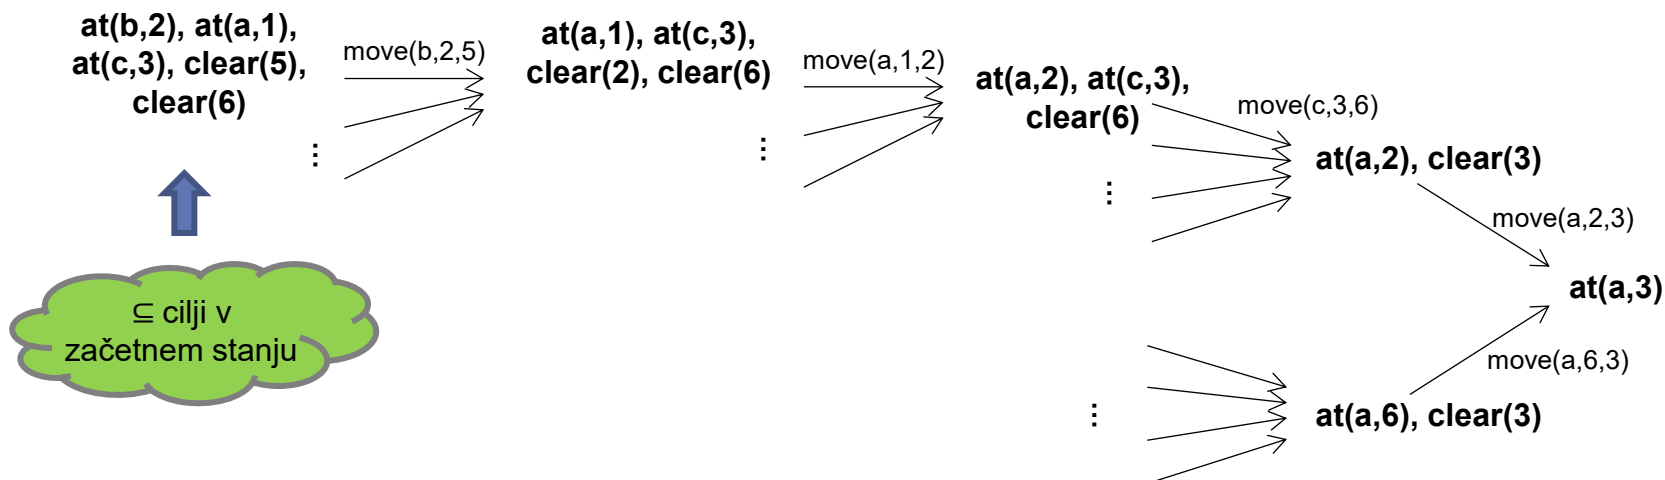 at(b,2), at(a,1),
at(c,3), clear(5),
clear(6)
move(b,2,5)
at(a,1), at(c,3),
clear(2), clear(6)
move(a,1,2)
at(a,2), at(c,3),
clear(6)
move(c,3,6)
at(a,2), clear(3)
move(a,2,3)
at(a,3)
move(a,6,3)
at(a,6), clear(3)
...
...
...
...
⊆ cilji v
začetnem stanju